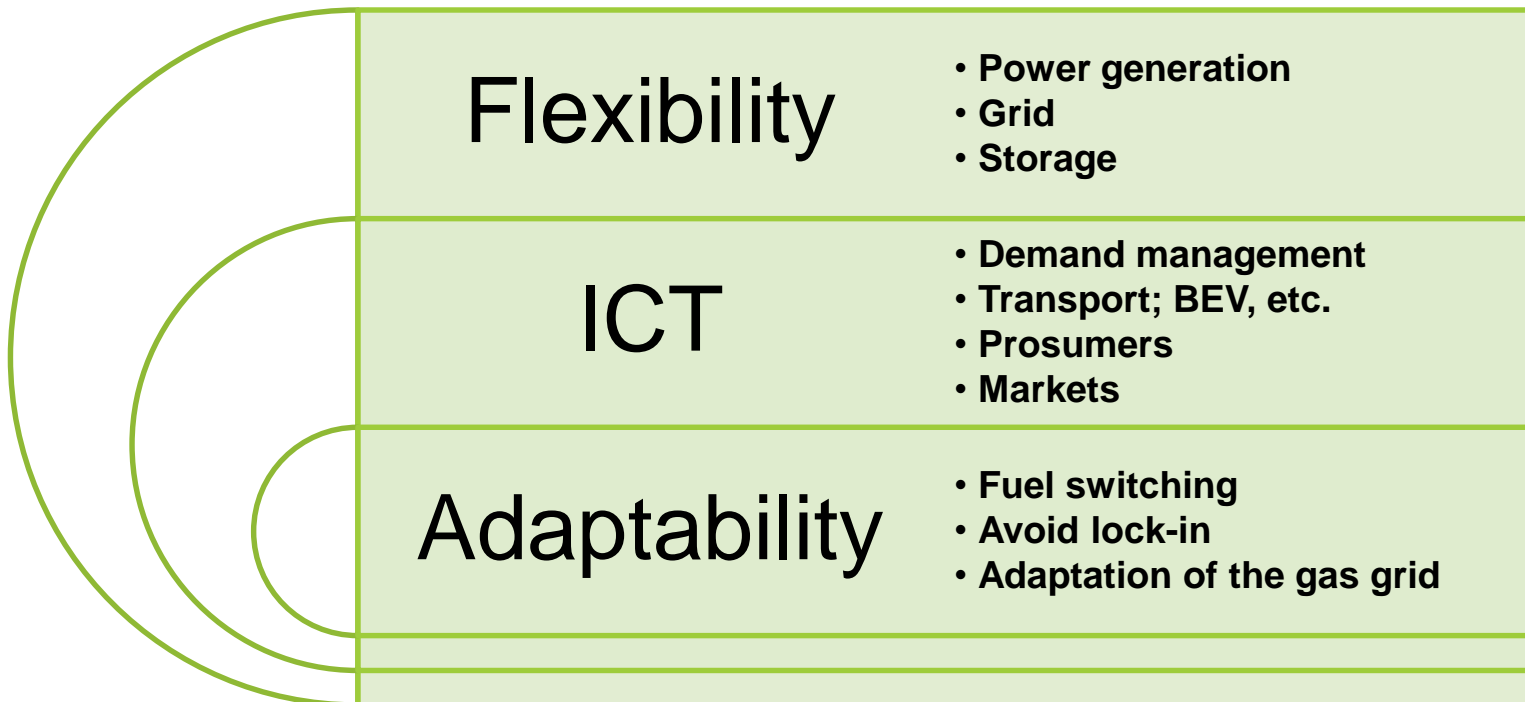 Flexibility
• Power generation
• Grid
• Storage
ICT
• Demand management
• Transport; BEV, etc.
• Prosumers
• Markets
Adaptability
• Fuel switching
• Avoid lock-in
• Adaptation of the gas grid